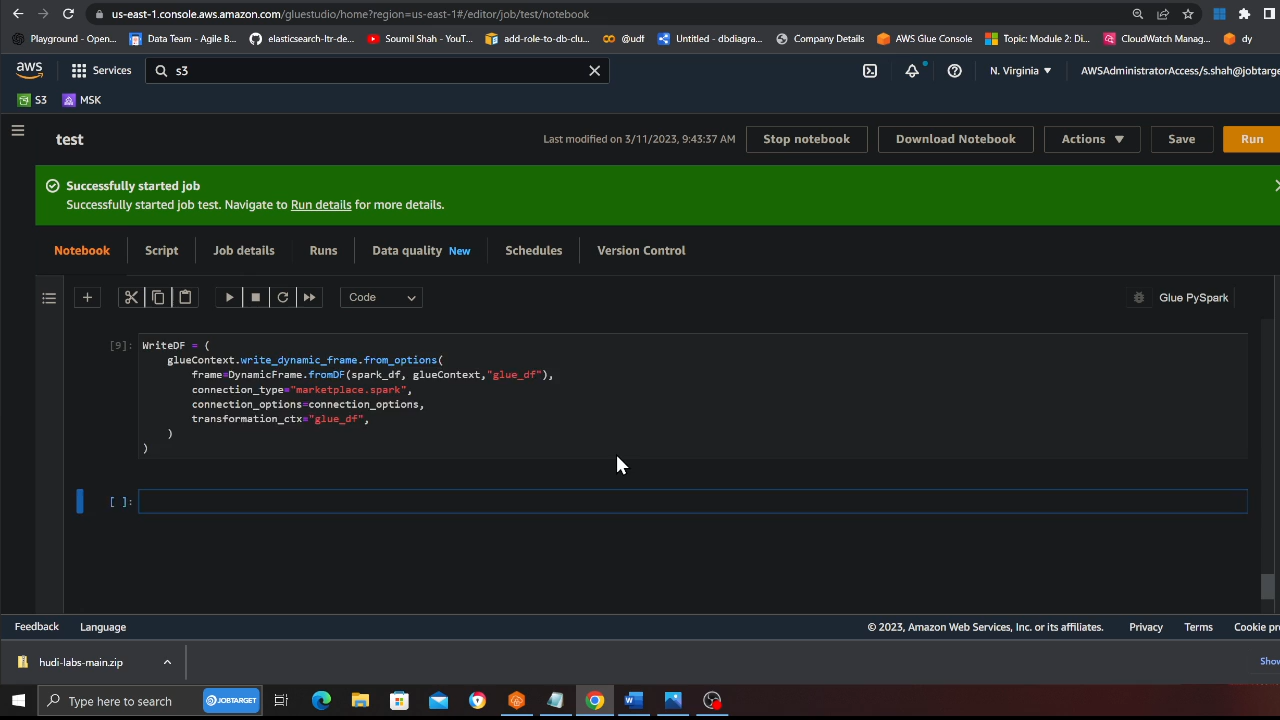 us-east-1.console.aws.amazon.com/gluestudio/home?region=us-east-1#/editor/job/test/notebook
Playground - Open... Data Team - Agile B... elasticsearch-ltr-de... Soumil Shah - YouT... add-role-to-db-clu... @udf Untitled - dbdiagra... Company Details AWS Glue Console Topic: Module 2: Di... CloudWatch Manag... dy
aws Services s3 N. Virginia AWSAdministratorAccess/s.shah@jobtarge
S3 MSK
test Last modified on 3/11/2023, 9:43:37 AM Stop notebook Download Notebook Actions Save Run
Successfully started job
Successfully started job test. Navigate to Run details for more details.
Notebook Script Job details Runs Data quality New Schedules Version Control
Code Glue PySpark
[9]: WriteDF = (
glueContext.write_dynamic_frame.from_options(
frame=DynamicFrame.fromDF(spark_df, glueContext,"glue_df"),
connection_type="marketplace.spark",
connection_options=connection_options,
transformation_ctx="glue_df",
)
)
[ ]:
Feedback Language © 2023, Amazon Web Services, Inc. or its affiliates. Privacy Terms Cookie pr
hudi-labs-main.zip Show
Type here to search JOBTARGET